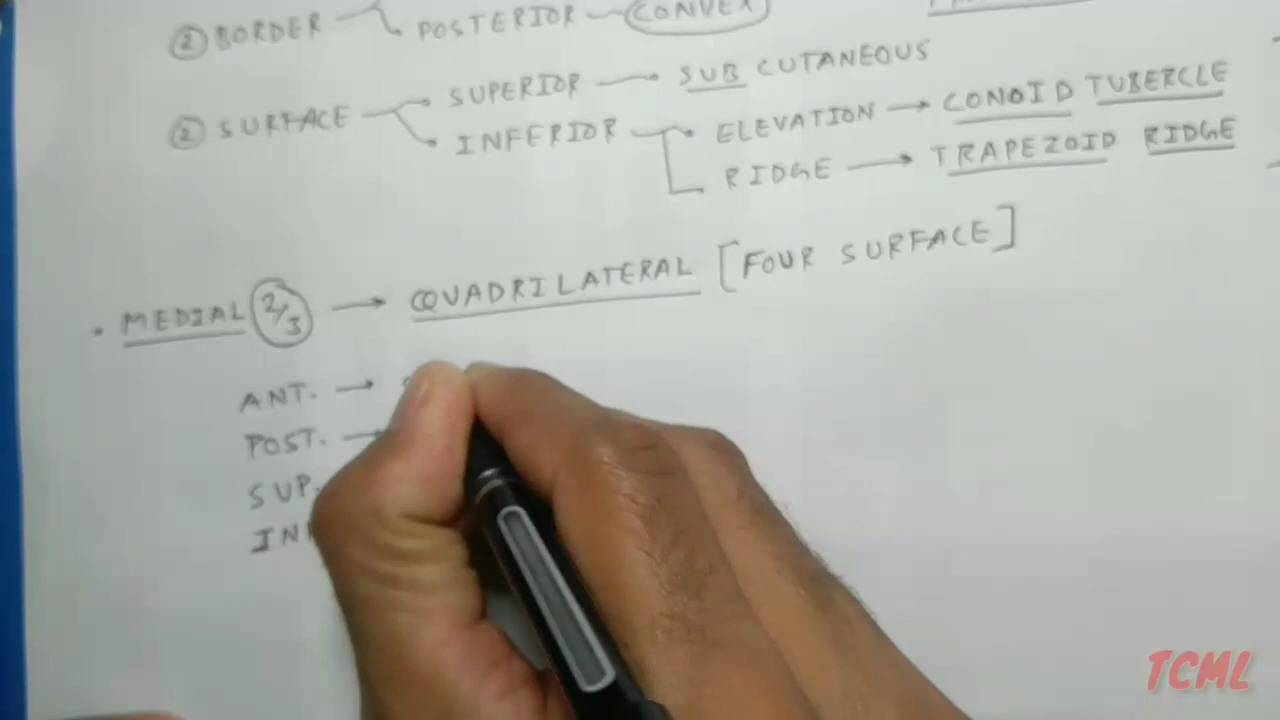 ② BORDER POSTERIOR CONVEX
② SURFACE SUPERIOR SUB CUTANEOUS
INFERIOR ELEVATION → CONOID TUBERCLE
RIDGE → TRAPEZOID RIDGE
. MEDIAL 2/3 → QUADRILATERAL [FOUR SURFACE]
ANT. →
POST. →
SUP.
TCML